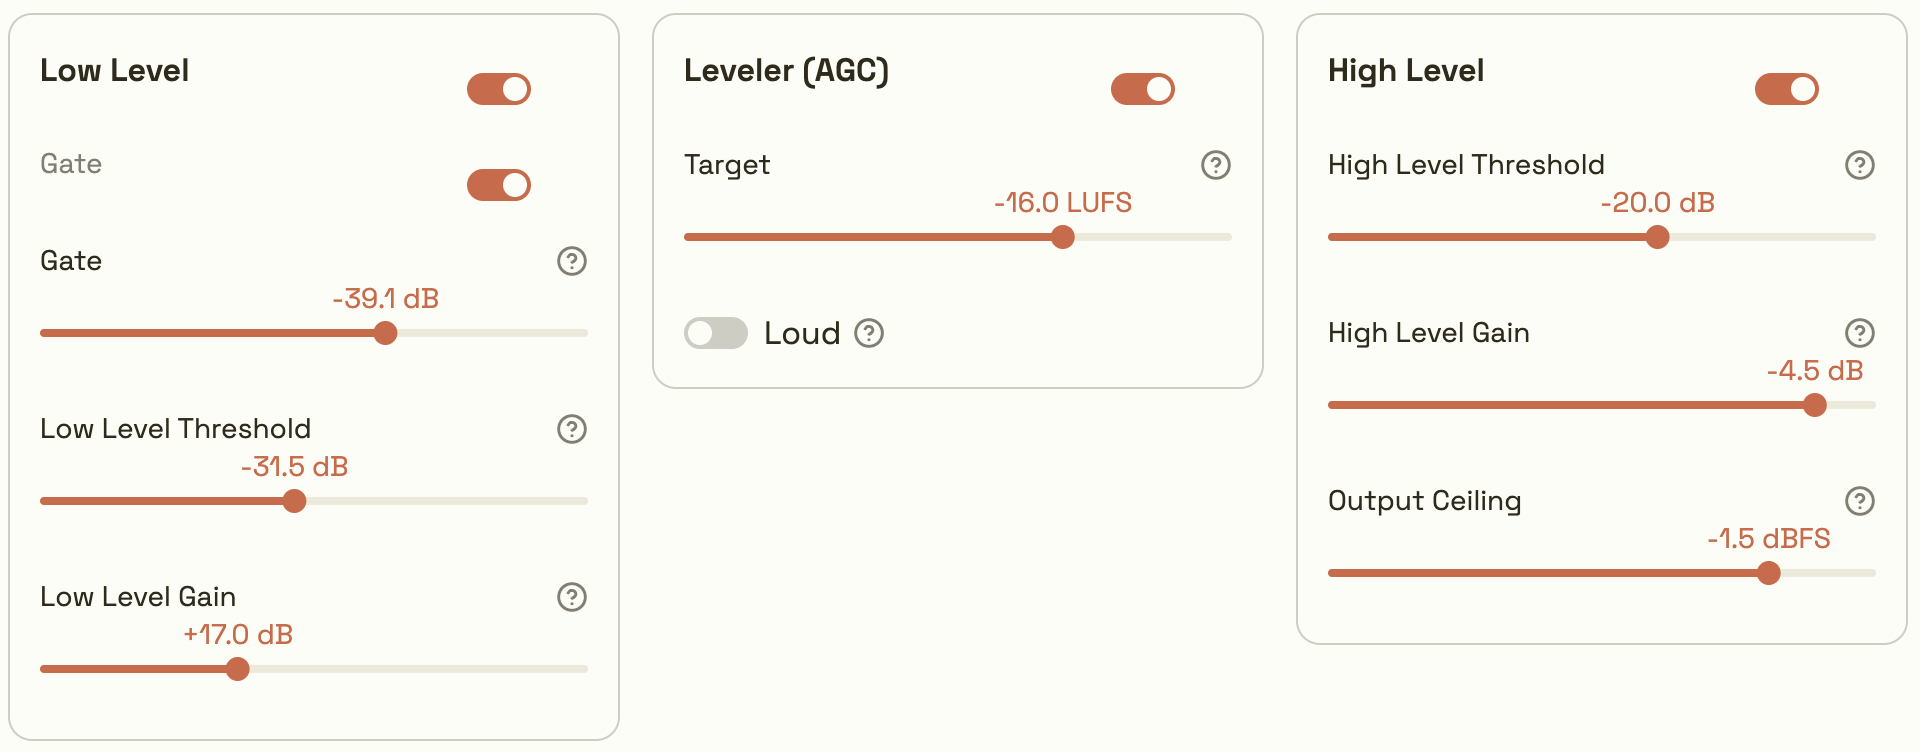 Low Level
Gate
Gate
-39.1 dB
Low Level Threshold
-31.5 dB
Low Level Gain
+17.0 dB
Leveler (AGC)
Target
-16.0 LUFS
Loud
High Level
High Level Threshold
-20.0 dB
High Level Gain
-4.5 dB
Output Ceiling
-1.5 dBFS